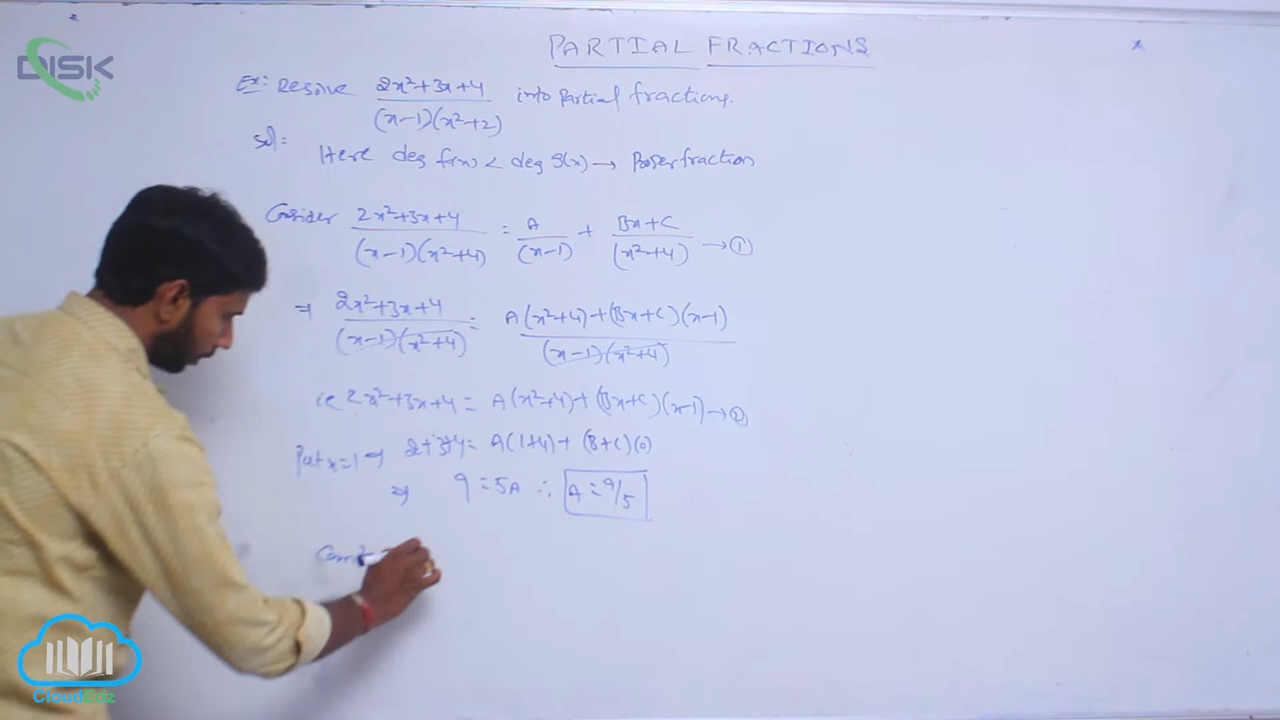 DISK
PARTIAL FRACTIONS
Ex:- Resolve 2x²+3x+4 / (x-1)(x²+2) into Partial fractions.
Sol:-
Here deg f(x) < deg g(x) → Proper fraction
Consider 2x²+3x+4 / (x-1)(x²+4) = A / (x-1) + Bx+C / (x²+4) → ①
⇒ 2x²+3x+4 / (x-1)(x²+4) = A(x²+4)+(Bx+C)(x-1) / (x-1)(x²+4)
ie 2x²+3x+4 = A(x²+4)+(Bx+C)(x-1) → ②
Put x=1 ⇒ 2+3+4 = A(1+4)+(B+C)(0)
⇒ 9 = 5A ∴ A = 9/5
CloudEdz